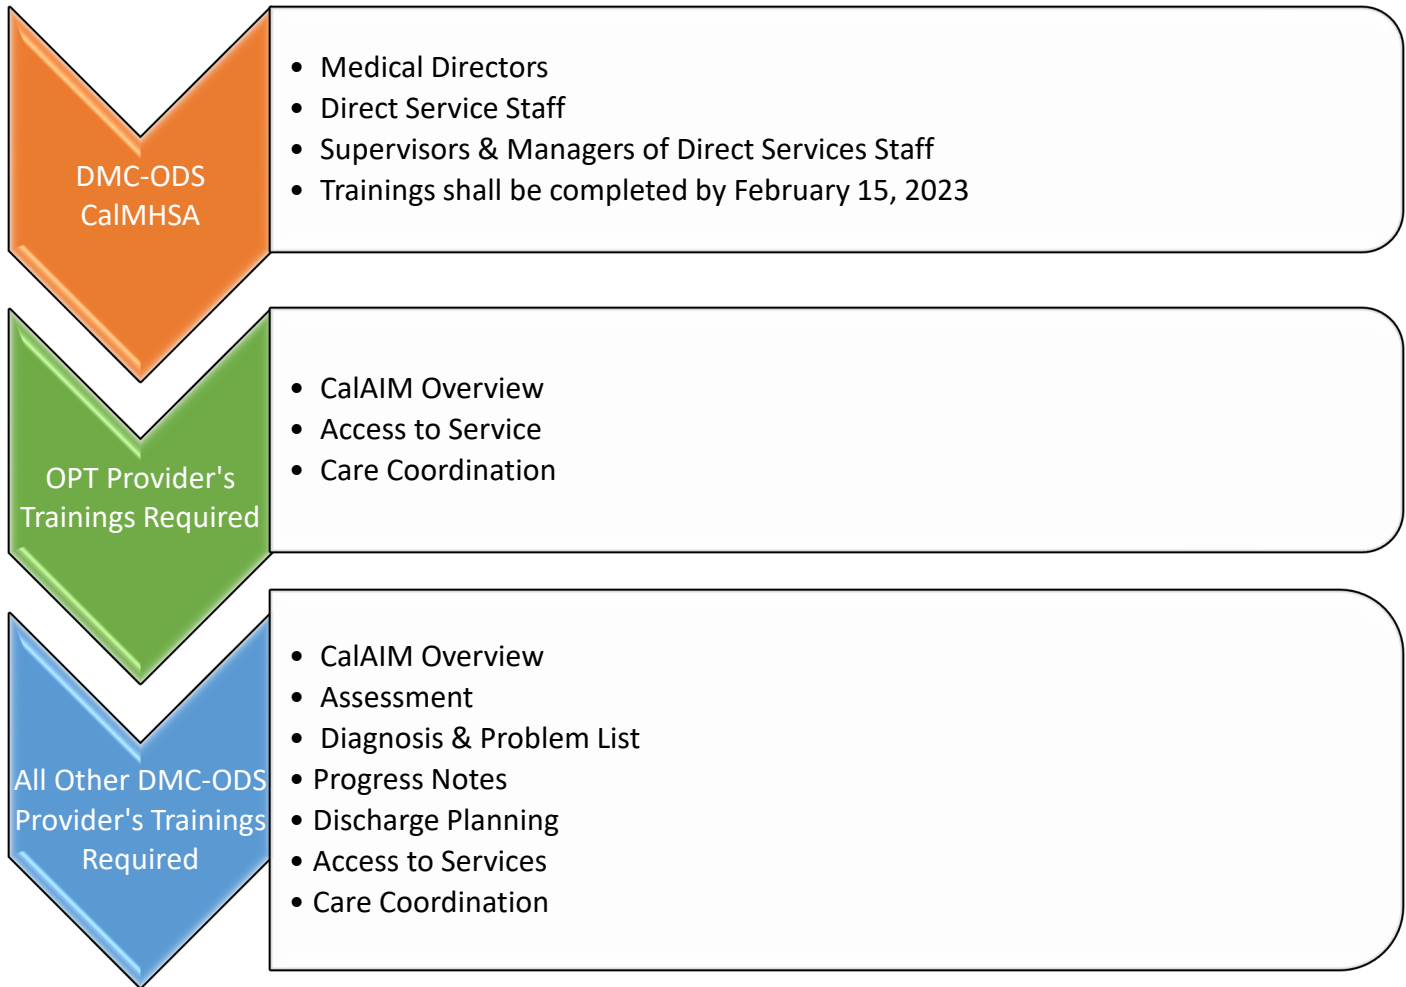 DMC-ODS
CalMHSA
• Medical Directors
• Direct Service Staff
• Supervisors & Managers of Direct Services Staff
• Trainings shall be completed by February 15, 2023
OPT Provider's
Trainings Required
• CalAIM Overview
• Access to Service
• Care Coordination
All Other DMC-ODS
Provider's Trainings
Required
• CalAIM Overview
• Assessment
• Diagnosis & Problem List
• Progress Notes
• Discharge Planning
• Access to Services
• Care Coordination